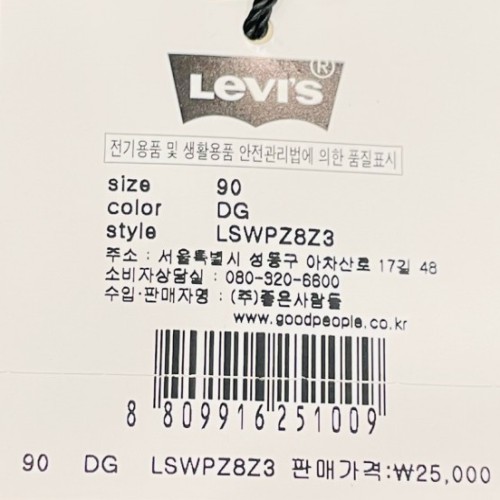 Levi's®
전기용품 및 생활용품 안전관리법에 의한 품질표시
size 90
color DG
style LSWPZ8Z3
주소 : 서울특별시 성동구 아차산로 17길 48
소비자상담실 : 080-920-6600
수입·판매자명 : (주)좋은사람들
www.goodpeople.co.kr
8 809916 251009
90 DG LSWPZ8Z3 판매가격:₩25,000